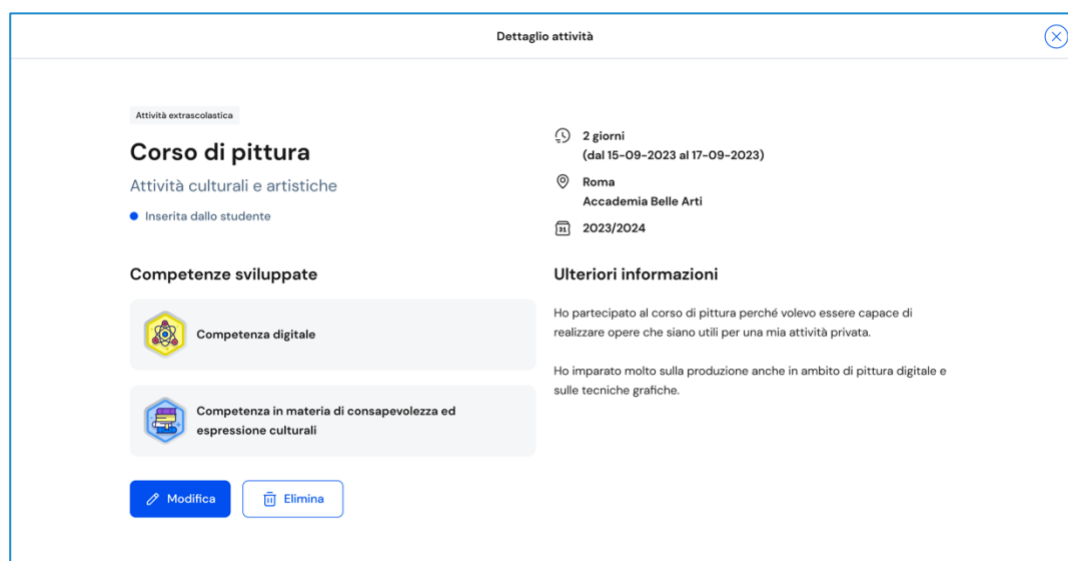 Dettaglio attività
Attività extrascolastica
Corso di pittura
Attività culturali e artistiche
Inserita dallo studente
2 giorni
(dal 15-09-2023 al 17-09-2023)
Roma
Accademia Belle Arti
31
2023/2024
Competenze sviluppate
Competenza digitale
Competenza in materia di consapevolezza ed
espressione culturali
Ulteriori informazioni
Ho partecipato al corso di pittura perché volevo essere capace di
realizzare opere che siano utili per una mia attività privata.
Ho imparato molto sulla produzione anche in ambito di pittura digitale e
sulle tecniche grafiche.
Modifica
Elimina